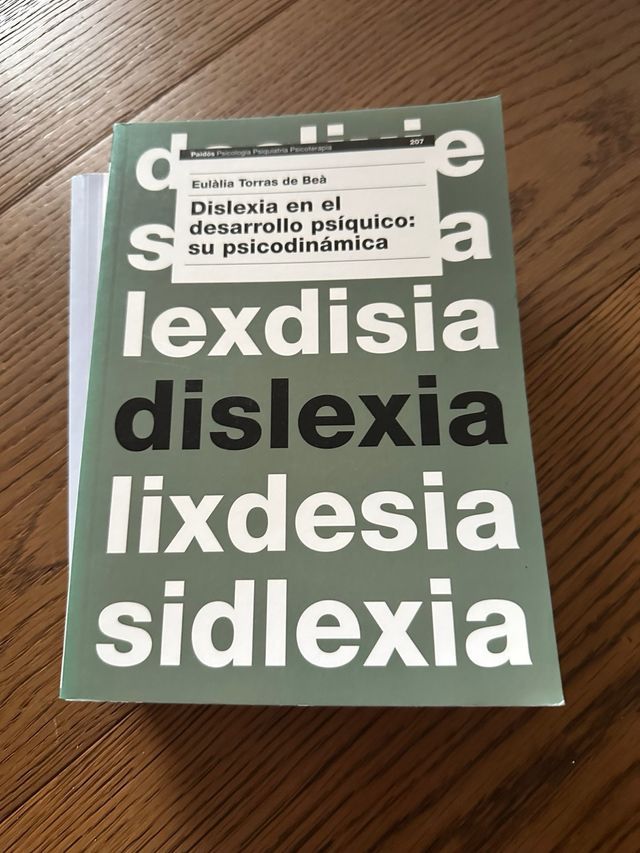 Paidós Psicología Psiquiatría Psicoterapia 207
Eulàlia Torras de Beà
Dislexia en el
desarrollo psíquico:
su psicodinámica
lexdisia
dislexia
lixdesia
sidlexia